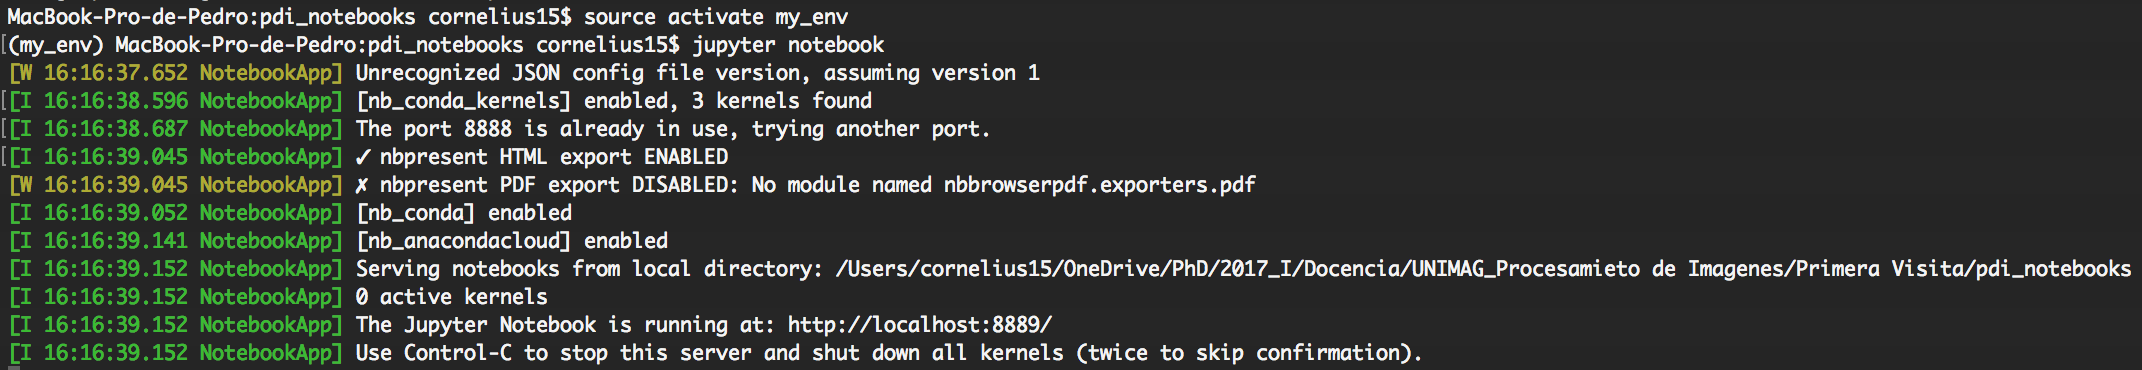 MacBook-Pro-de-Pedro:pdi_notebooks cornelius15$ source activate my_env
[(my_env) MacBook-Pro-de-Pedro:pdi_notebooks cornelius15$ jupyter notebook
[W 16:16:37.652 NotebookApp] Unrecognized JSON config file version, assuming version 1
[[I 16:16:38.596 NotebookApp] [nb_conda_kernels] enabled, 3 kernels found
[[I 16:16:38.687 NotebookApp] The port 8888 is already in use, trying another port.
[[I 16:16:39.045 NotebookApp] ✓ nbpresent HTML export ENABLED
[W 16:16:39.045 NotebookApp] ✗ nbpresent PDF export DISABLED: No module named nbbrowserpdf.exporters.pdf
[I 16:16:39.052 NotebookApp] [nb_conda] enabled
[I 16:16:39.141 NotebookApp] [nb_anacondacloud] enabled
[I 16:16:39.152 NotebookApp] Serving notebooks from local directory: /Users/cornelius15/OneDrive/PhD/2017_I/Docencia/UNIMAG_Procesamieto de Imagenes/Primera Visita/pdi_notebooks
[I 16:16:39.152 NotebookApp] 0 active kernels
[I 16:16:39.152 NotebookApp] The Jupyter Notebook is running at: http://localhost:8889/
[I 16:16:39.152 NotebookApp] Use Control-C to stop this server and shut down all kernels (twice to skip confirmation).